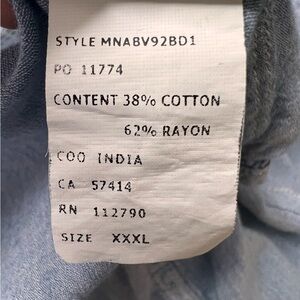 STYLE MNABV92BD1
PO 11774
CONTENT 38% COTTON
62% RAYON
COO INDIA
CA 57414
RN 112790
SIZE XXXL